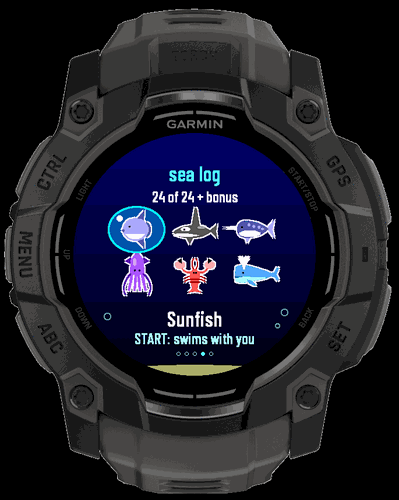 GARMIN
CTRL
LIGHT
GPS
START/STOP
sea log
24 of 24 + bonus
MENU
UP
Sunfish
START: swims with you
ABC
DOWN
SET
BACK